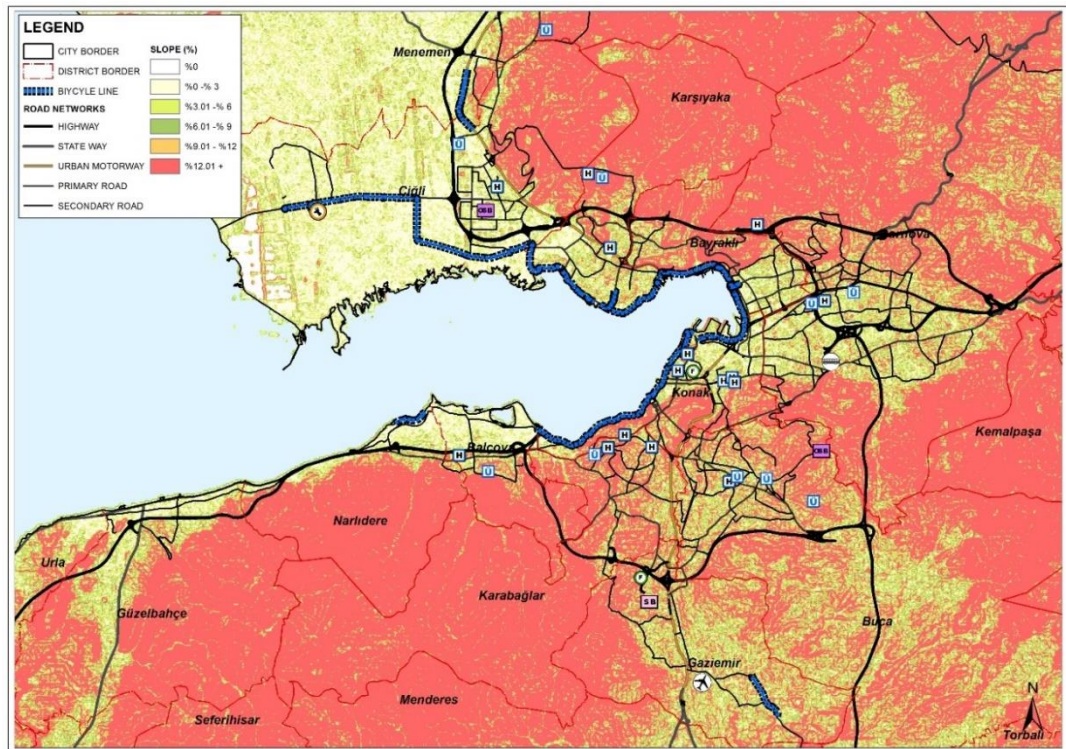 LEGEND
CITY BORDER
DISTRICT BORDER
BIYCYLE LINE
ROAD NETWORKS
HIGHWAY
STATE WAY
URBAN MOTORWAY
PRIMARY ROAD
SECONDARY ROAD
SLOPE (%)
%0
%0 -% 3
%3.01 -% 6
%6.01 -% 9
%9.01 - %12
%12.01 +
Menemen
Ü
Karşıyaka
Ü
H
Ü
Çiğli
H
OSB
H
H
Bayraklı
Bornova
Ü
H
Ü
H
H
F
H
H
Konak
Kemalpaşa
Balçova
H
Ü
Ü
H
H
H
H
Ü
Ü
Ü
Narlıdere
Urla
Güzelbahçe
Karabağlar
F
S B
Buca
Gaziemir
Menderes
Seferihisar
N
Torbalı